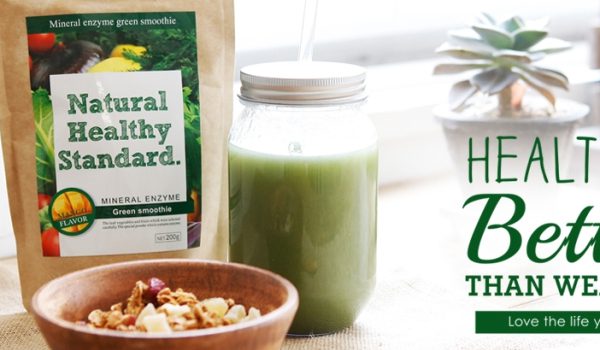 Mineral enzyme green smoothie
Natural
Healthy
Standard.
MINERAL ENZYME
Green smoothie
MANGO
FLAVOR
NET 200g
HEALT
Bett
THAN WEA
Love the life y